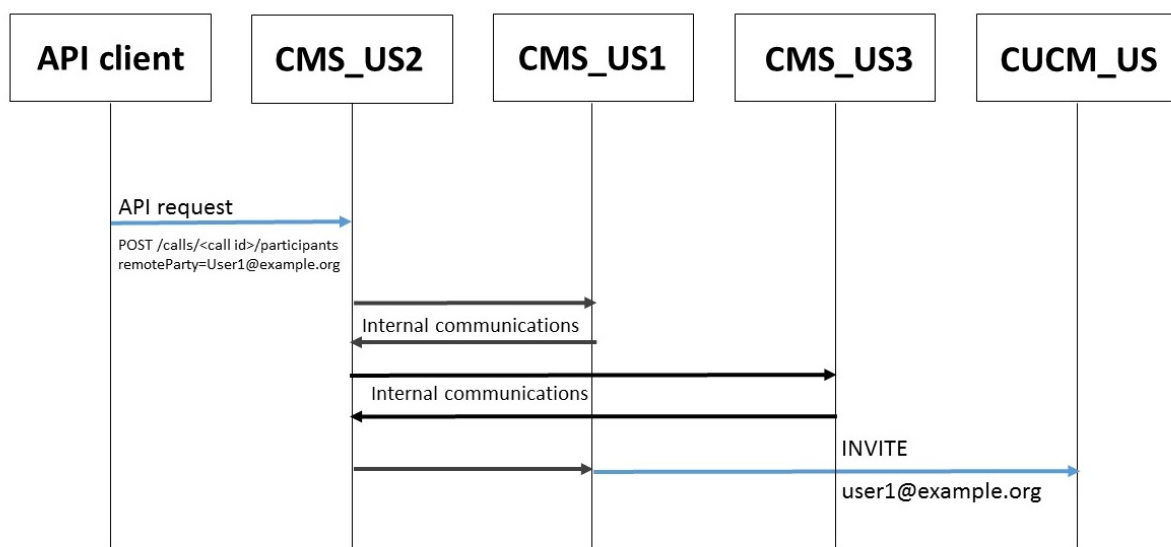 API client
CMS_US2
CMS_US1
CMS_US3
CUCM_US
API request
POST /calls/<call id>/participants
remoteParty=User1@example.org
Internal communications
Internal communications
INVITE
user1@example.org